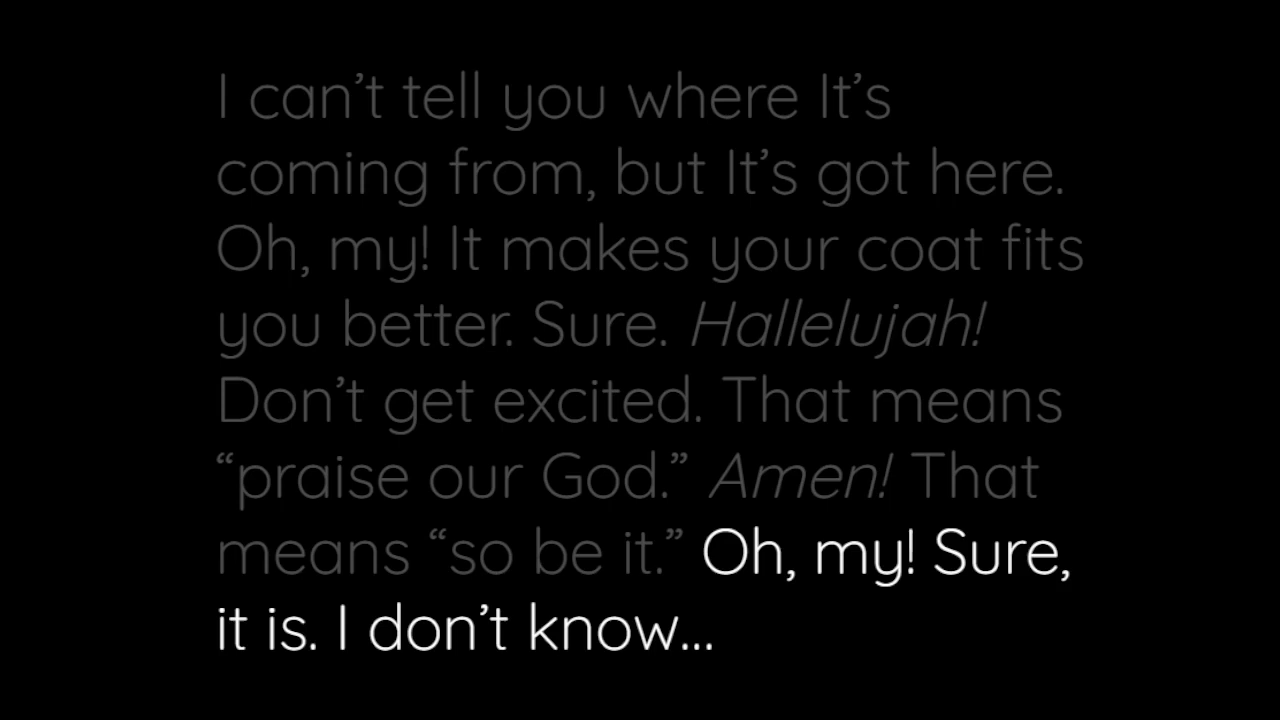 I can’t tell you where It’s
coming from, but It’s got here.
Oh, my! It makes your coat fits
you better. Sure. Hallelujah!
Don’t get excited. That means
“praise our God.” Amen! That
means “so be it.” Oh, my! Sure,
it is. I don’t know...